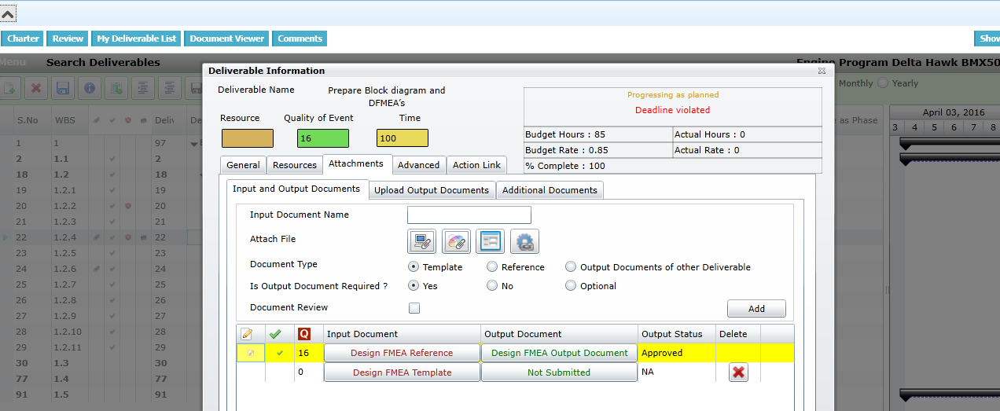 Charter Review My Deliverable List Document Viewer Comments Show
Menu Search Deliverables Engine Program Delta Hawk BMX50
Deliverable Information
Monthly Yearly
Deliverable Name Prepare Block diagram and
DFMEA's
Progressing as planned
Deadline violated
Resource Quality of Event Time
16 100
Budget Hours : 85 Actual Hours : 0
Budget Rate : 0.85 Actual Rate : 0
% Complete : 100
General Resources Attachments Advanced Action Link
Input and Output Documents Upload Output Documents Additional Documents
Input Document Name
Attach File
Document Type Template Reference Output Documents of other Deliverable
Is Output Document Required ? Yes No Optional
Document Review
Add
Q Input Document Output Document Output Status Delete
16 Design FMEA Reference Design FMEA Output Document Approved
0 Design FMEA Template Not Submitted NA
S.No WBS Deliv De
1 1 97
2 1.1 2
18 1.2 18
19 1.2.1 19
20 1.2.2 20
21 1.2.3 21
22 1.2.4 22
23 1.2.5 23
24 1.2.6 24
25 1.2.7 25
26 1.2.8 26
27 1.2.9 27
28 1.2.10 28
29 1.2.11 29
30 1.3 30
77 1.4 77
91 1.5 91
as Phase
April 03, 2016
3 4 5 6 7 8